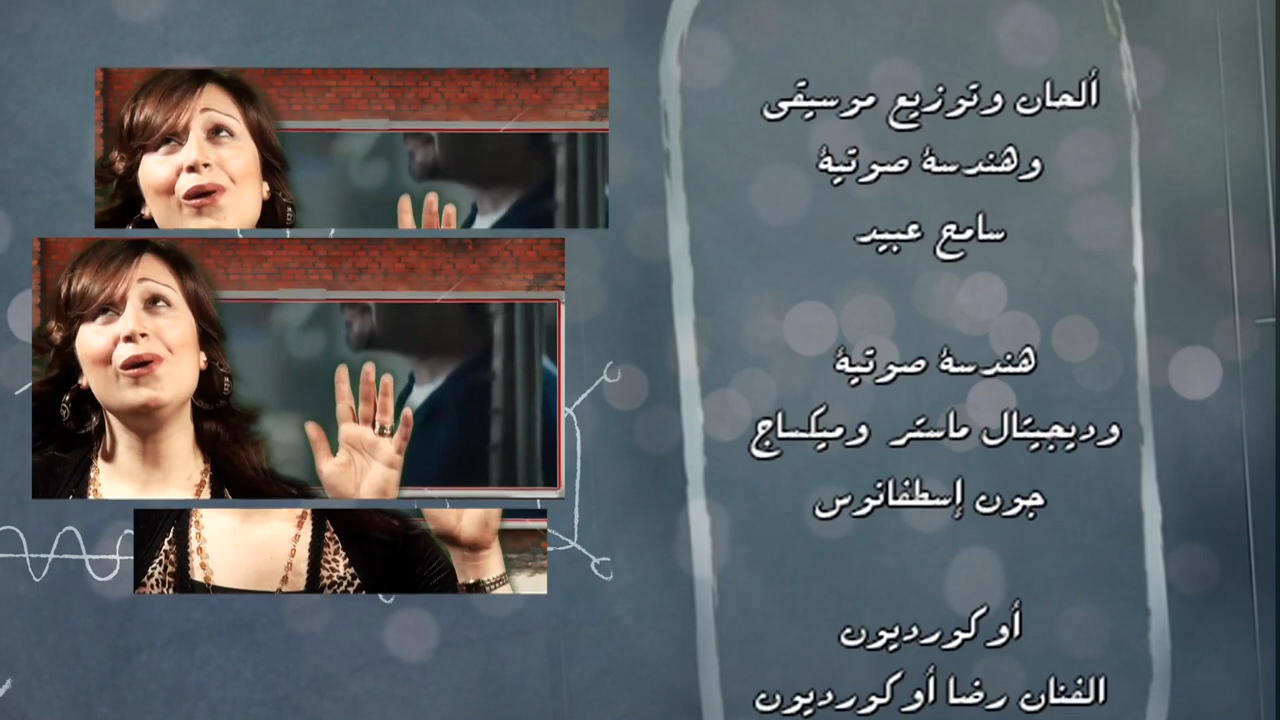 ألحان وتوزيع موسيقى
وهندسة صوتية
سامح عبيد
هندسة صوتية
وديجيتال ماستر وميكساج
جون إسطفانوس
أوكورديون
الفنان رضا أوكورديون